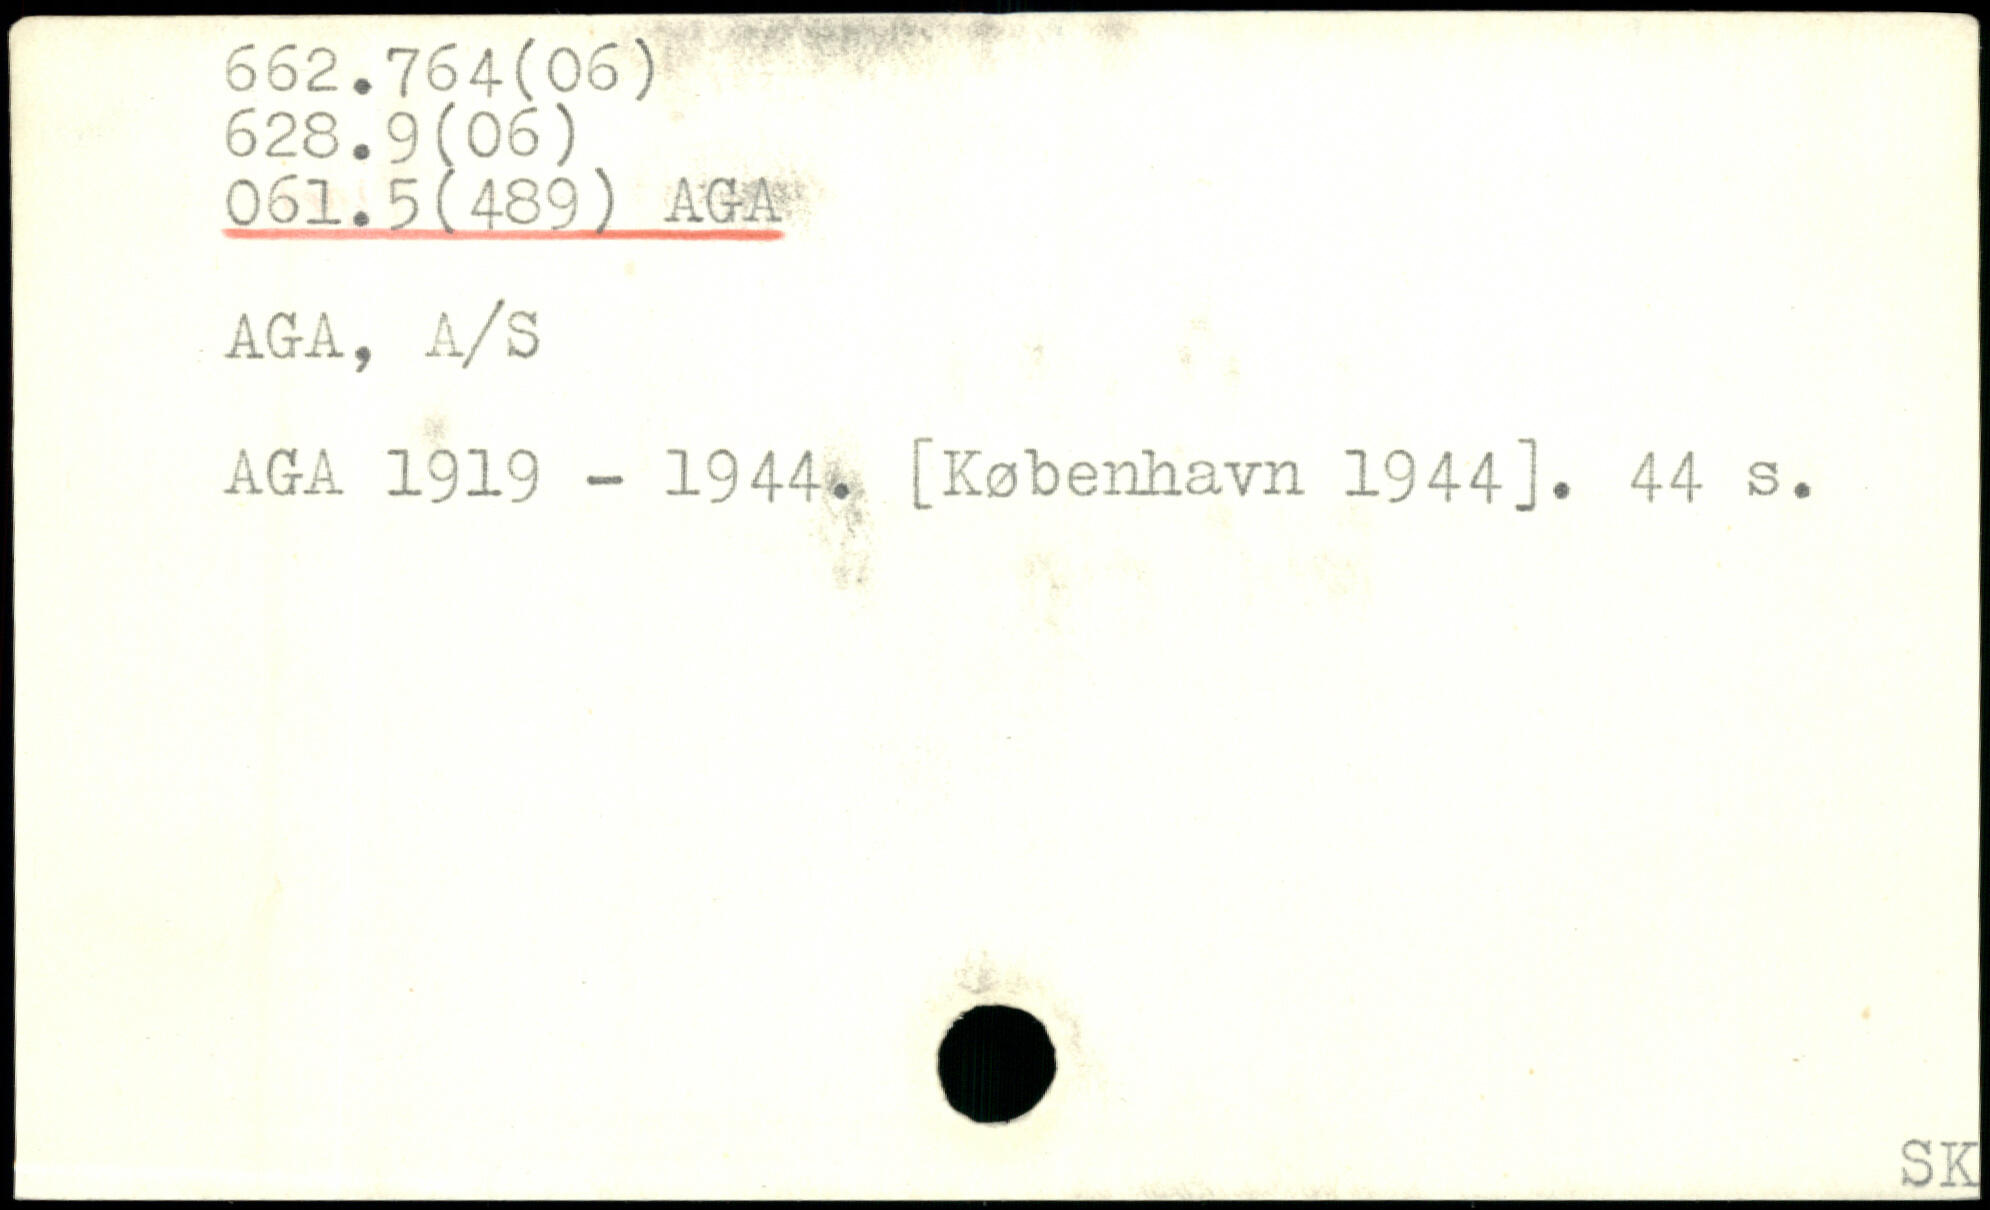 662.764(06)
628.9(06)
061.5(489) AGA
AGA, A/S
AGA 1919 - 1944. [København 1944]. 44 s.
SK